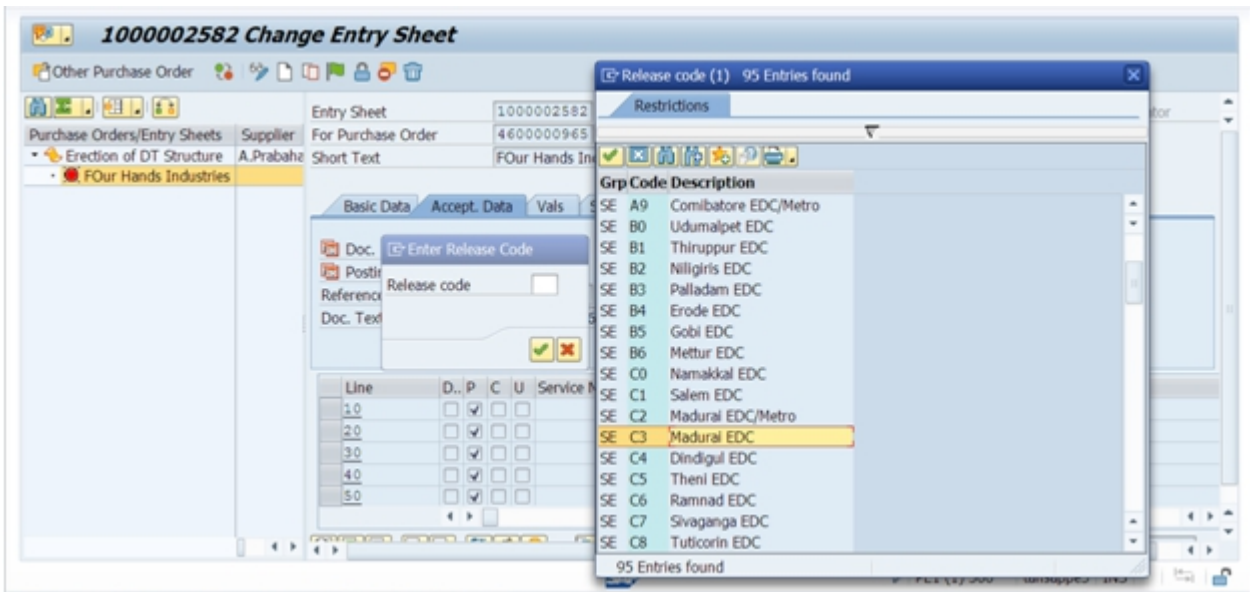 1000002582 Change Entry Sheet
Other Purchase Order
Purchase Orders/Entry Sheets Supplier
Erection of DT Structure A.Prabaha
FOur Hands Industries
Entry Sheet 1000002582
For Purchase Order 4600000965
Short Text FOur Hands In
Basic Data Accept. Data Vals
Doc.
Postin
Reference
Doc. Text
Enter Release Code
Release code
Line D.. P C U Service N
10
20
30
40
50
Release code (1) 95 Entries found
Restrictions
Grp Code Description
SE A9 Comibatore EDC/Metro
SE B0 Udumalpet EDC
SE B1 Thiruppur EDC
SE B2 Niligiris EDC
SE B3 Palladam EDC
SE B4 Erode EDC
SE B5 Gobi EDC
SE B6 Mettur EDC
SE C0 Namakkal EDC
SE C1 Salem EDC
SE C2 Madurai EDC/Metro
SE C3 Madurai EDC
SE C4 Dindigul EDC
SE C5 Theni EDC
SE C6 Ramnad EDC
SE C7 Sivaganga EDC
SE C8 Tuticorin EDC
95 Entries found